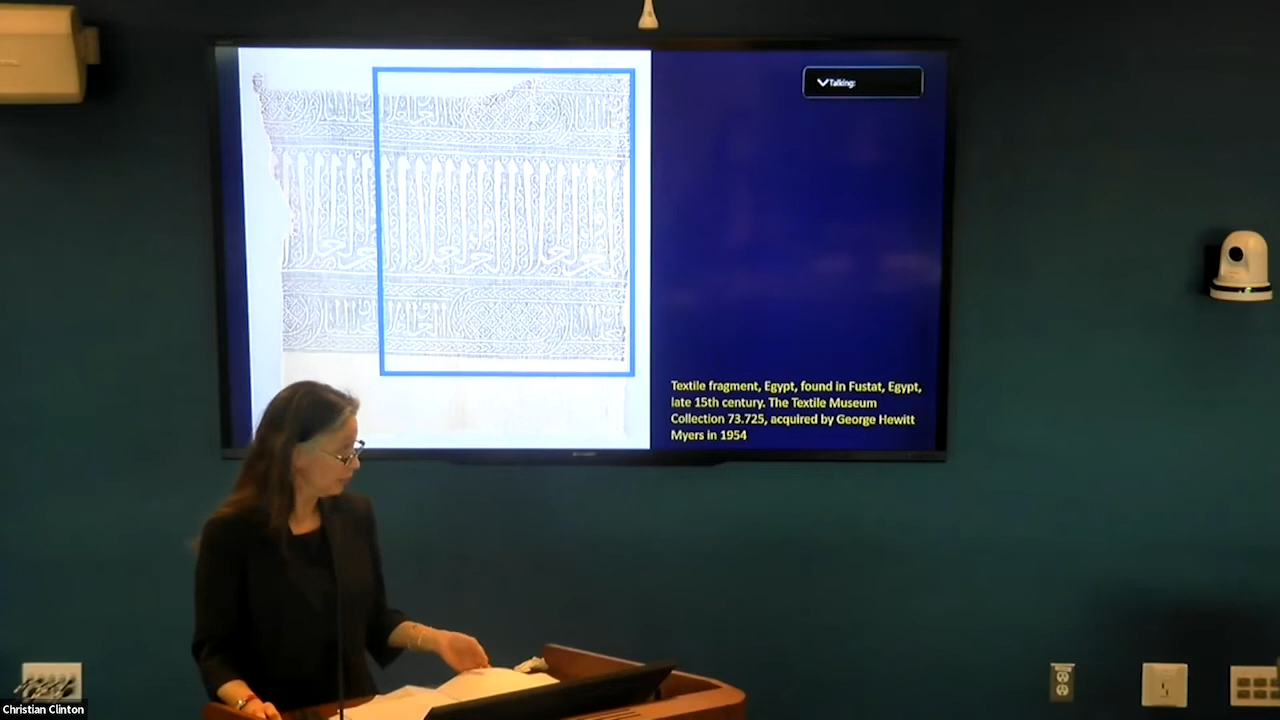 Talking:
Textile fragment, Egypt, found in Fustat, Egypt,
late 15th century. The Textile Museum
Collection 73.725, acquired by George Hewitt
Myers in 1954
Christian Clinton